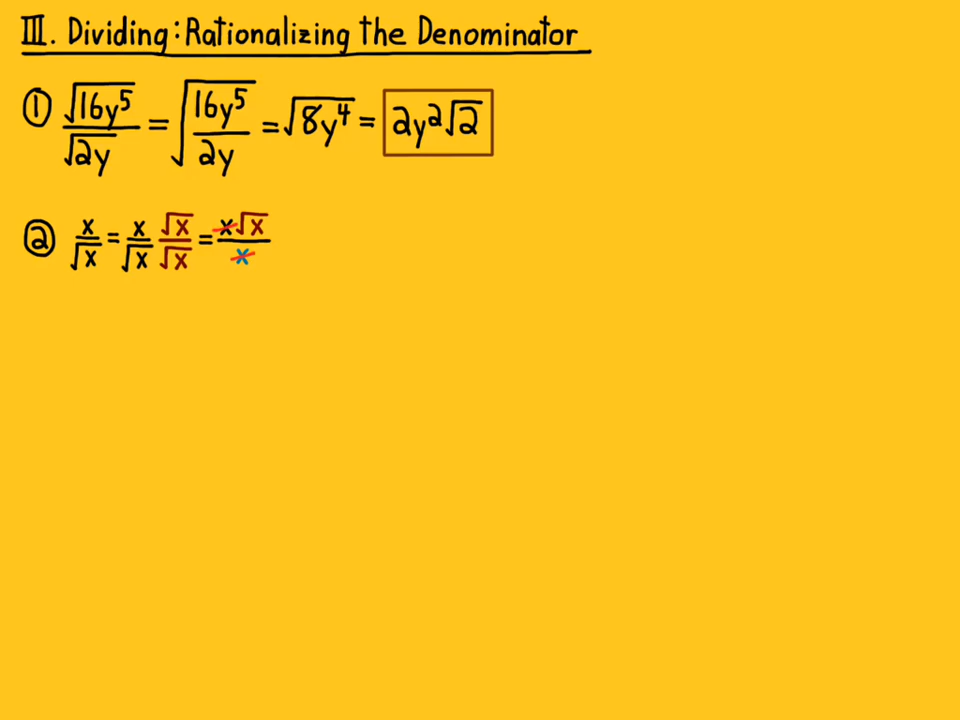 III. Dividing: Rationalizing the Denominator
① √16y⁵/√2y = √(16y⁵/2y) = √8y⁴ = 2y²√2
② x/√x = x/√x √x/√x = x√x/x